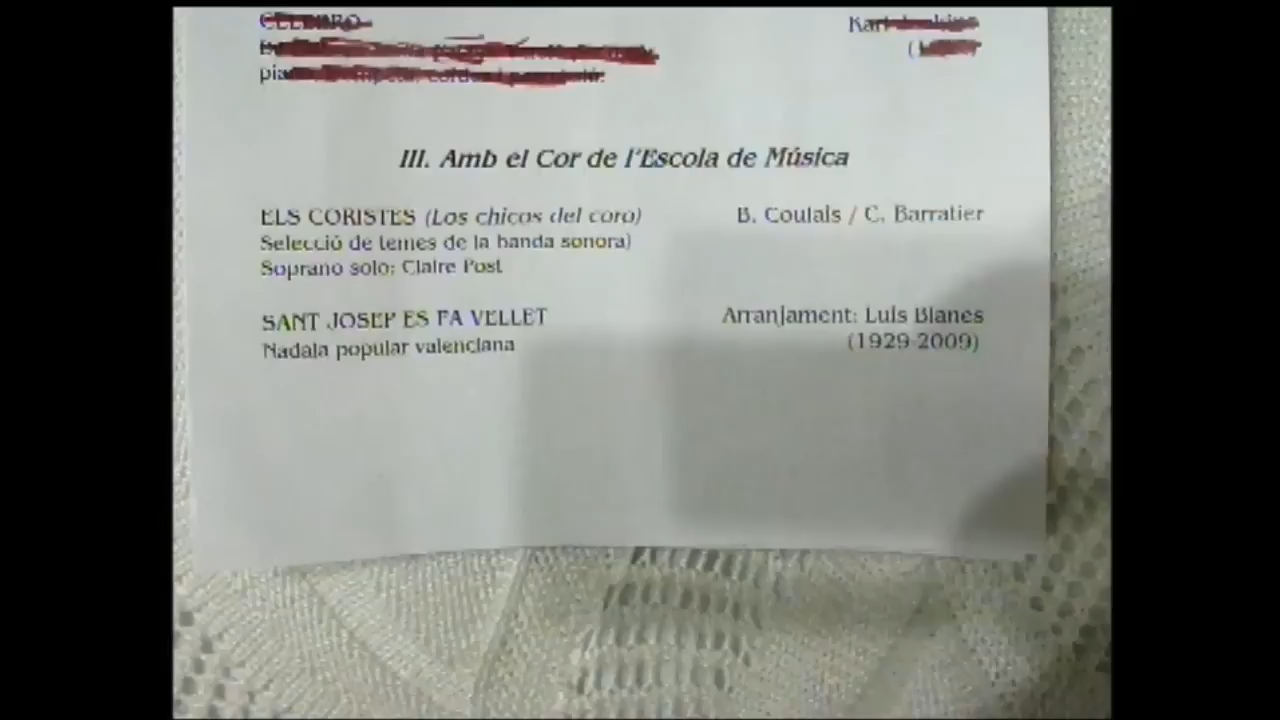 III. Amb el Cor de l'Escola de Música
ELS CORISTES (Los chicos del coro) B. Coulais / C. Barratier
Selecció de temes de la banda sonora)
Soprano solo: Claire Post
SANT JOSEP ES FA VELLET Arranjament: Luis Blanes
Nadala popular valenciana (1929-2009)